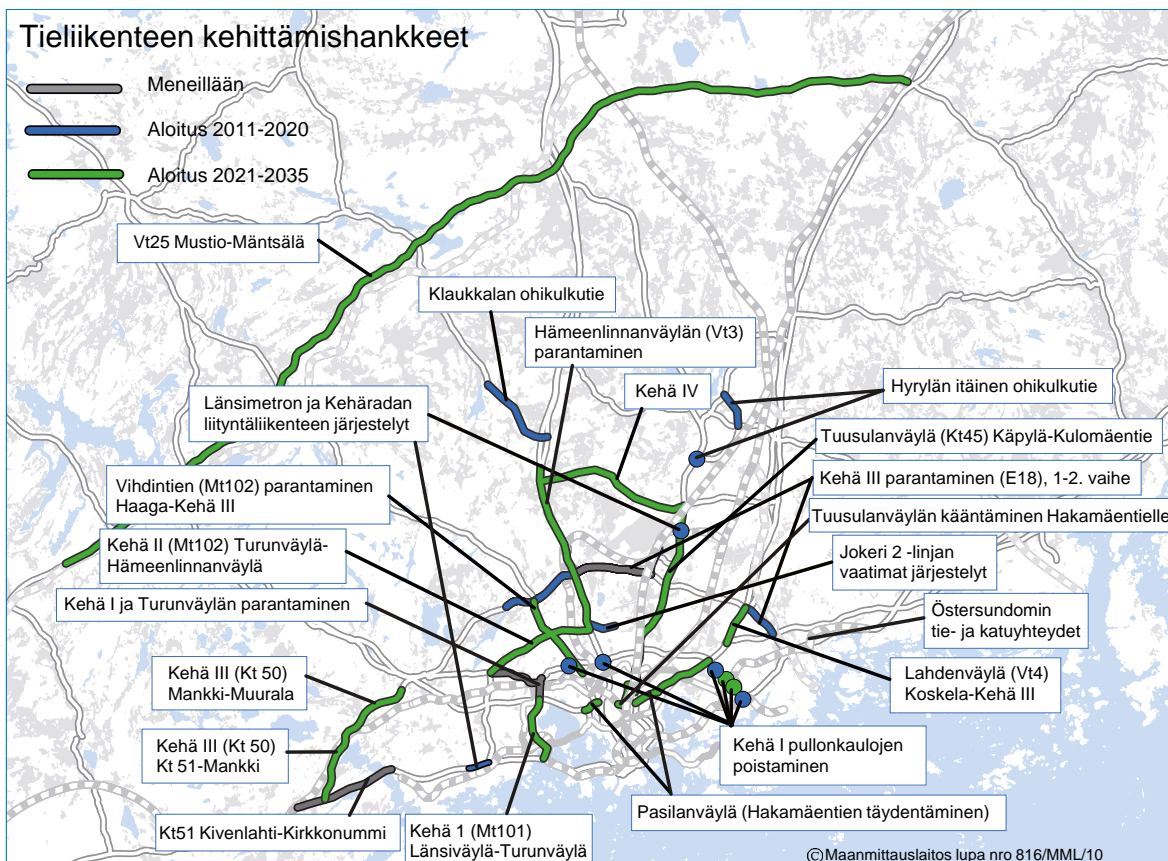 Tieliikenteen kehittämishankkeet
Meneillään
Aloitus 2011-2020
Aloitus 2021-2035
Vt25 Mustio-Mäntsälä
Klaukkalan ohikulkutie
Hämeenlinnanväylän (Vt3)
parantaminen
Kehä IV
Hyrylän itäinen ohikulkutie
Länsimetron ja Kehäradan
liityntäliikenteen järjestelyt
Tuusulanväylä (Kt45) Käpylä-Kulomäentie
Vihdintien (Mt102) parantaminen
Haaga-Kehä III
Kehä III parantaminen (E18), 1-2. vaihe
Tuusulanväylän kääntäminen Hakamäentielle
Kehä II (Mt102) Turunväylä-
Hämeenlinnanväylä
Jokeri 2 -linjan
vaatimat järjestelyt
Kehä I ja Turunväylän parantaminen
Östersundomin
tie- ja katuyhteydet
Kehä III (Kt 50)
Mankki-Muurala
Lahdenväylä (Vt4)
Koskela-Kehä III
Kehä III (Kt 50)
Kt 51-Mankki
Kehä I pullonkaulojen
poistaminen
Pasilanväylä (Hakamäentien täydentäminen)
Kt51 Kivenlahti-Kirkkonummi
Kehä 1 (Mt101)
Länsiväylä-Turunväylä
©Maanmittauslaitos lupa nro 816/MML/10